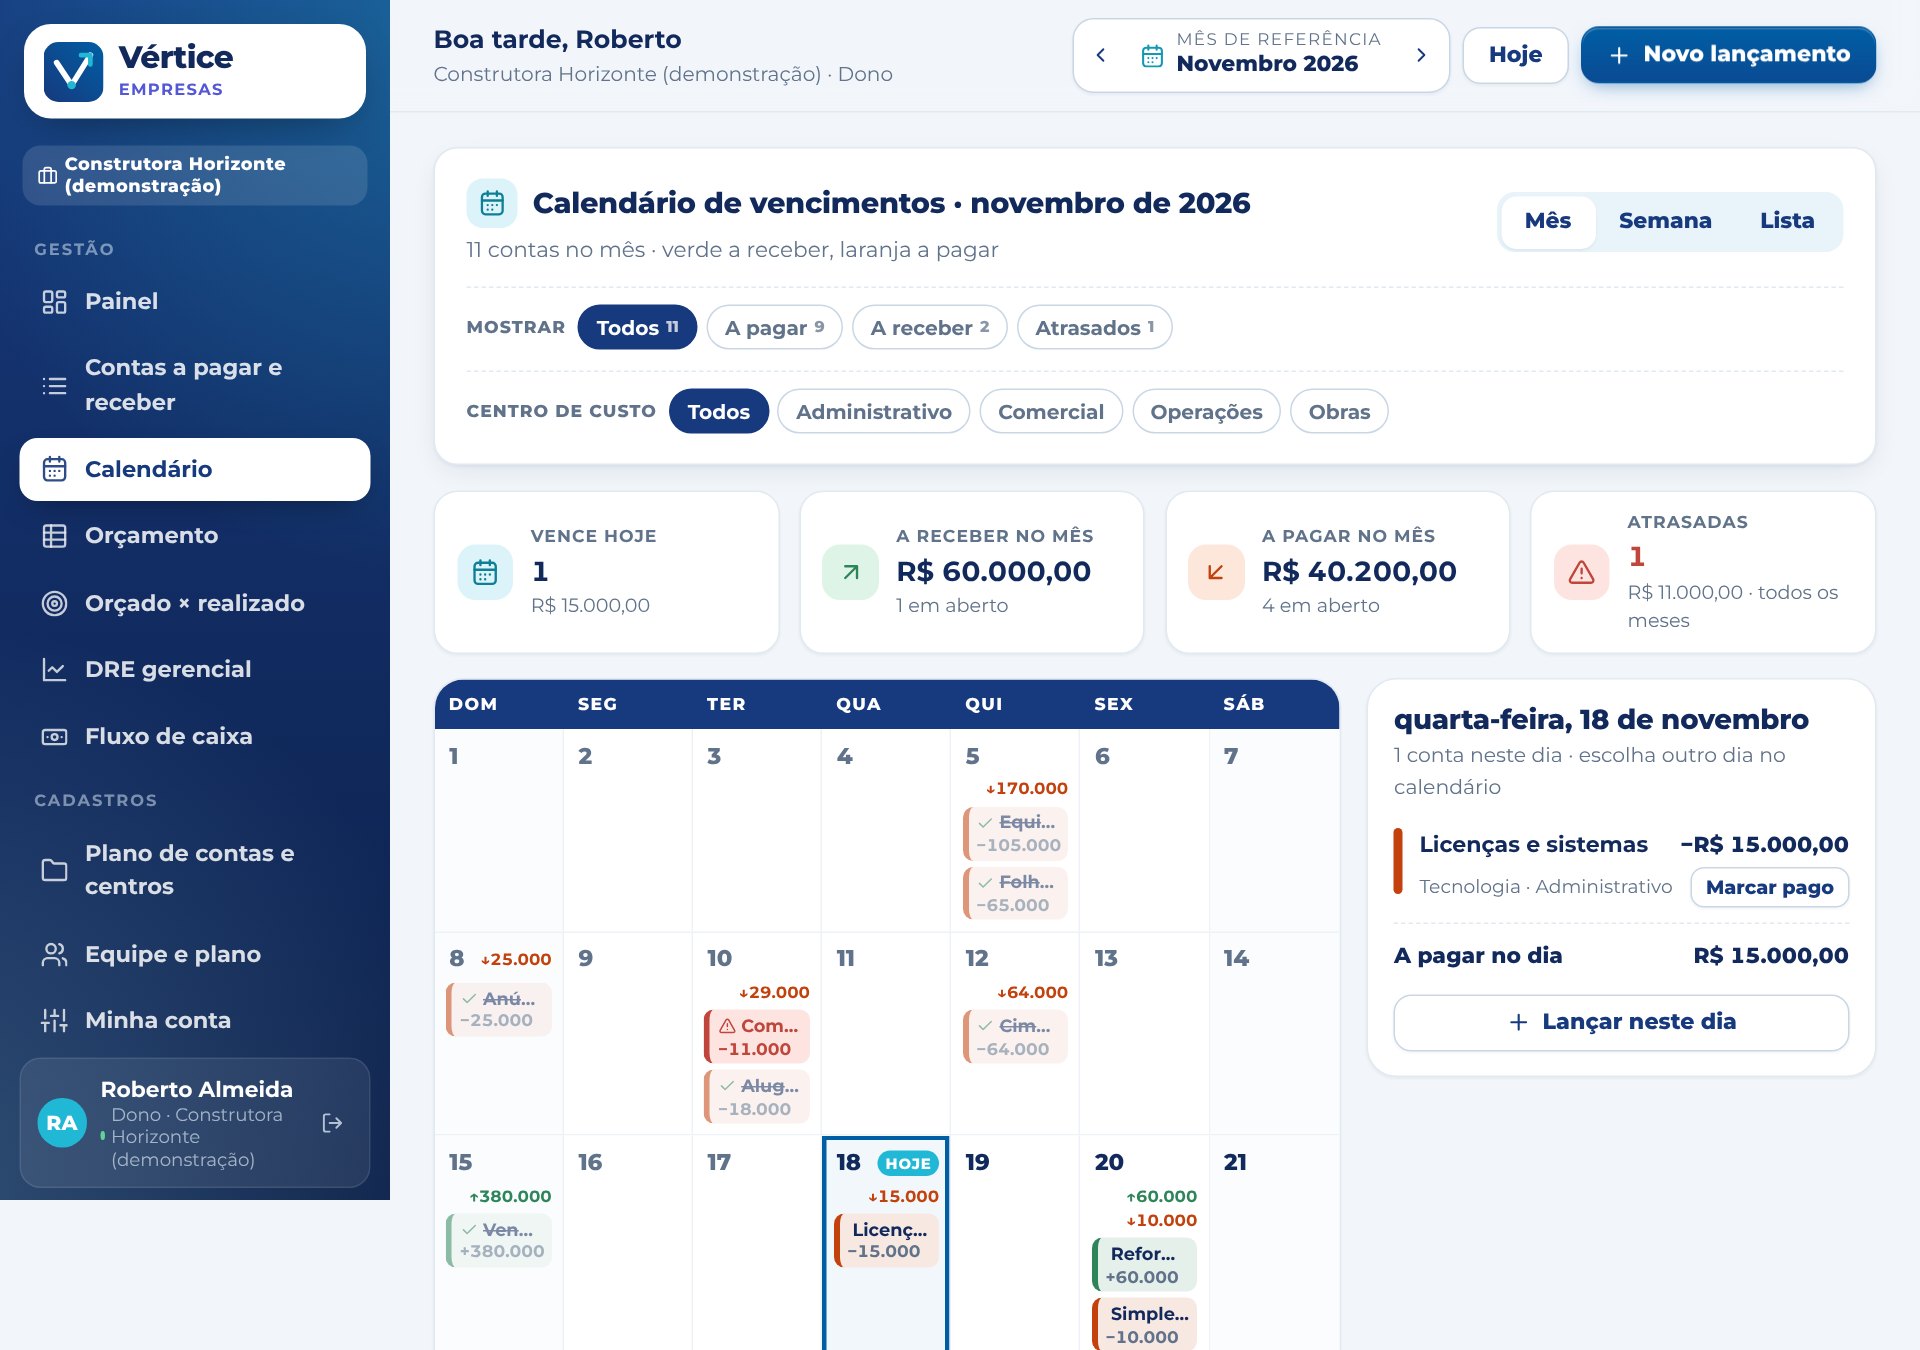 Vértice
EMPRESAS
Construtora Horizonte
(demonstração)
GESTÃO
Painel
Contas a pagar e
receber
Calendário
Orçamento
Orçado × realizado
DRE gerencial
Fluxo de caixa
CADASTROS
Plano de contas e
centros
Equipe e plano
Minha conta
RA
Roberto Almeida
Dono · Construtora
Horizonte
(demonstração)
Boa tarde, Roberto
Construtora Horizonte (demonstração) · Dono
MÊS DE REFERÊNCIA
Novembro 2026
Hoje
+ Novo lançamento
Calendário de vencimentos · novembro de 2026
11 contas no mês · verde a receber, laranja a pagar
Mês Semana Lista
MOSTRAR Todos 11 A pagar 9 A receber 2 Atrasados 1
CENTRO DE CUSTO Todos Administrativo Comercial Operações Obras
VENCE HOJE
1
R$ 15.000,00
A RECEBER NO MÊS
R$ 60.000,00
1 em aberto
A PAGAR NO MÊS
R$ 40.200,00
4 em aberto
ATRASADAS
1
R$ 11.000,00 · todos os
meses
DOM SEG TER QUA QUI SEX SÁB
1 2 3 4 5 6 7
↓170.000
Equi...
−105.000
Folh...
−65.000
8 ↓25.000 9 10 11 12 13 14
Anú...
−25.000
↓29.000
Com...
−11.000
Alug...
−18.000
↓64.000
Cim...
−64.000
15 16 17 18 HOJE 19 20 21
↑380.000
Ven...
+380.000
↓15.000
Licenç...
−15.000
↑60.000
↓10.000
Refor...
+60.000
Simple...
−10.000
quarta-feira, 18 de novembro
1 conta neste dia · escolha outro dia no
calendário
Licenças e sistemas −R$ 15.000,00
Tecnologia · Administrativo Marcar pago
A pagar no dia R$ 15.000,00
+ Lançar neste dia